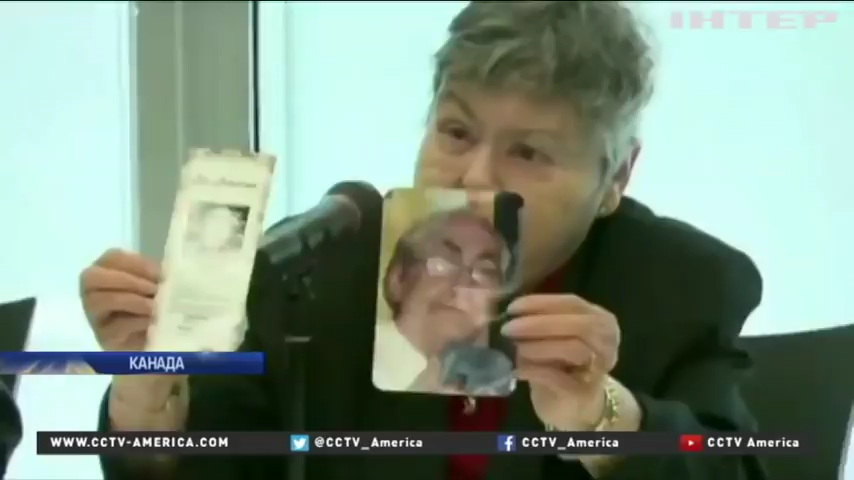 ІНТЕР
КАНАДА
WWW.CCTV-AMERICA.COM
@CCTV_America
CCTV_America
CCTV America